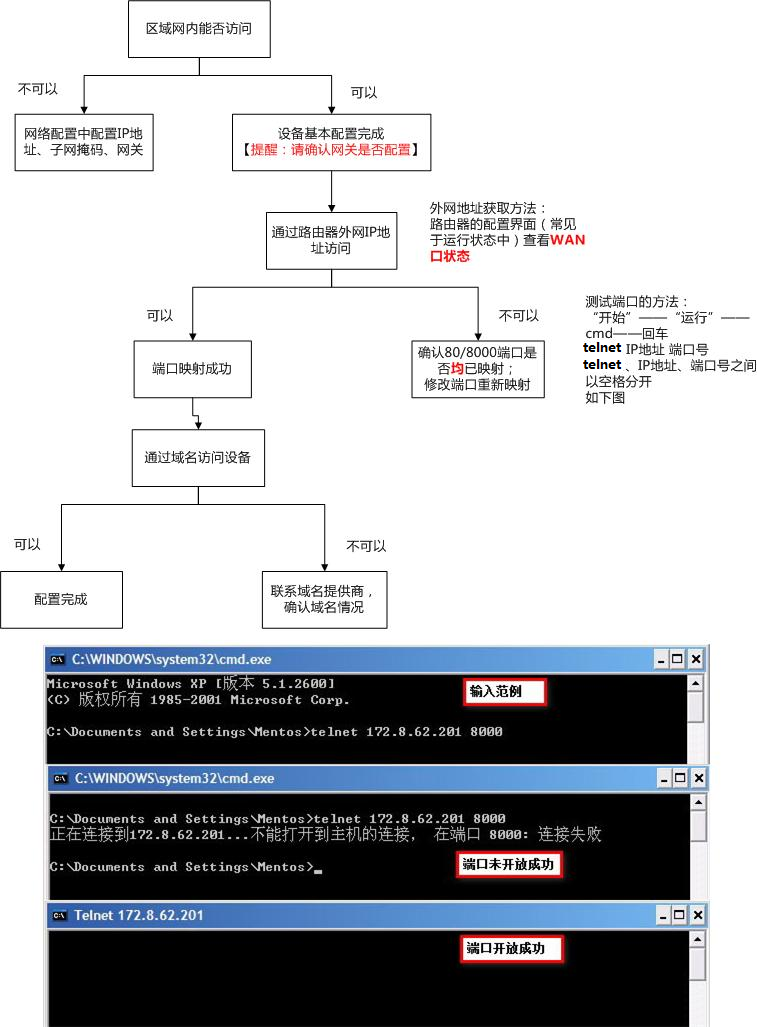 区域网内能否访问
不可以
可以
网络配置中配置IP地
址、子网掩码、网关
设备基本配置完成
【提醒：请确认网关是否配置】
通过路由器外网IP地
址访问
外网地址获取方法：
路由器的配置界面（常见
于运行状态中）查看WAN
口状态
可以
不可以
端口映射成功
确认80/8000端口是
否均已映射；
修改端口重新映射
测试端口的方法：
“开始”——“运行”——
cmd——回车
telnet IP地址 端口号
telnet 、IP地址、端口号之间
以空格分开
如下图
通过域名访问设备
可以
不可以
配置完成
联系域名提供商，
确认域名情况
C:\WINDOWS\system32\cmd.exe
Microsoft Windows XP [版本 5.1.2600]
(C) 版权所有 1985-2001 Microsoft Corp.
输入范例
C:\Documents and Settings\Mentos>telnet 172.8.62.201 8000
C:\WINDOWS\system32\cmd.exe
C:\Documents and Settings\Mentos>telnet 172.8.62.201 8000
正在连接到172.8.62.201...不能打开到主机的连接， 在端口 8000: 连接失败
C:\Documents and Settings\Mentos>_
端口未开放成功
Telnet 172.8.62.201
端口开放成功